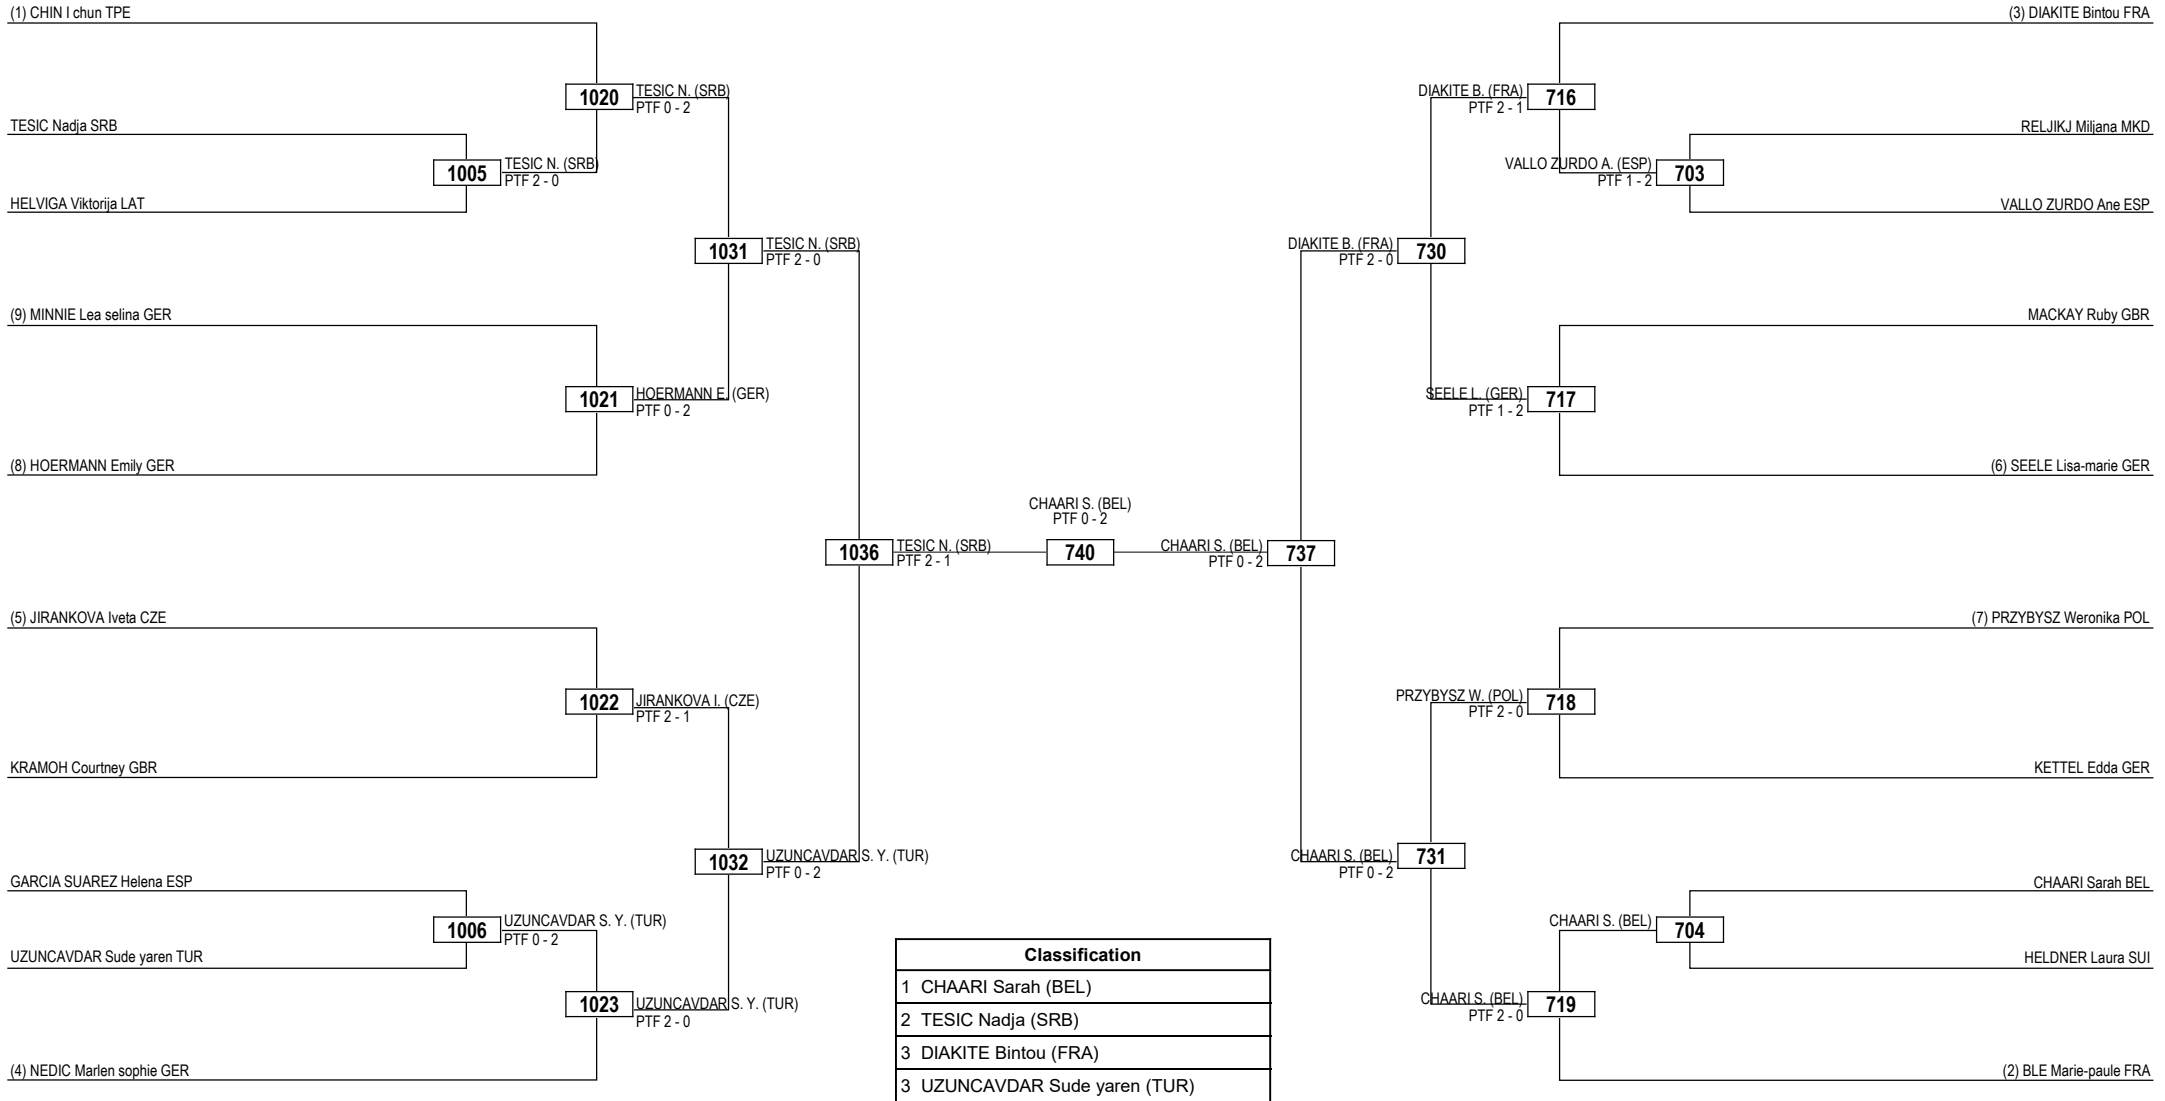 (1) CHIN I chun TPE
(3) DIAKITE Bintou FRA
1020
TESIC N. (SRB)
PTF 0 - 2
DIAKITE B. (FRA)
PTF 2 - 1
716
TESIC Nadja SRB
RELJIKJ Miljana MKD
1005
TESIC N. (SRB)
PTF 2 - 0
VALLO ZURDO A. (ESP)
PTF 1 - 2
703
HELVIGA Viktorija LAT
VALLO ZURDO Ane ESP
1031
TESIC N. (SRB)
PTF 2 - 0
DIAKITE B. (FRA)
PTF 2 - 0
730
(9) MINNIE Lea selina GER
MACKAY Ruby GBR
1021
HOERMANN E. (GER)
PTF 0 - 2
SEELE L. (GER)
PTF 1 - 2
717
(8) HOERMANN Emily GER
(6) SEELE Lisa-marie GER
CHAARI S. (BEL)
PTF 0 - 2
1036
TESIC N. (SRB)
PTF 2 - 1
740
CHAARI S. (BEL)
PTF 0 - 2
737
(5) JIRANKOVA Iveta CZE
(7) PRZYBYSZ Weronika POL
1022
JIRANKOVA I. (CZE)
PTF 2 - 1
PRZYBYSZ W. (POL)
PTF 2 - 0
718
KRAMOH Courtney GBR
KETTEL Edda GER
1032
UZUNCAVDAR S. Y. (TUR)
PTF 0 - 2
CHAARI S. (BEL)
PTF 0 - 2
731
GARCIA SUAREZ Helena ESP
CHAARI Sarah BEL
1006
UZUNCAVDAR S. Y. (TUR)
PTF 0 - 2
CHAARI S. (BEL)
704
UZUNCAVDAR Sude yaren TUR
HELDNER Laura SUI
1023
UZUNCAVDAR S. Y. (TUR)
PTF 2 - 0
CHAARI S. (BEL)
PTF 2 - 0
719
(4) NEDIC Marlen sophie GER
(2) BLE Marie-paule FRA
Classification
1 CHAARI Sarah (BEL)
2 TESIC Nadja (SRB)
3 DIAKITE Bintou (FRA)
3 UZUNCAVDAR Sude yaren (TUR)